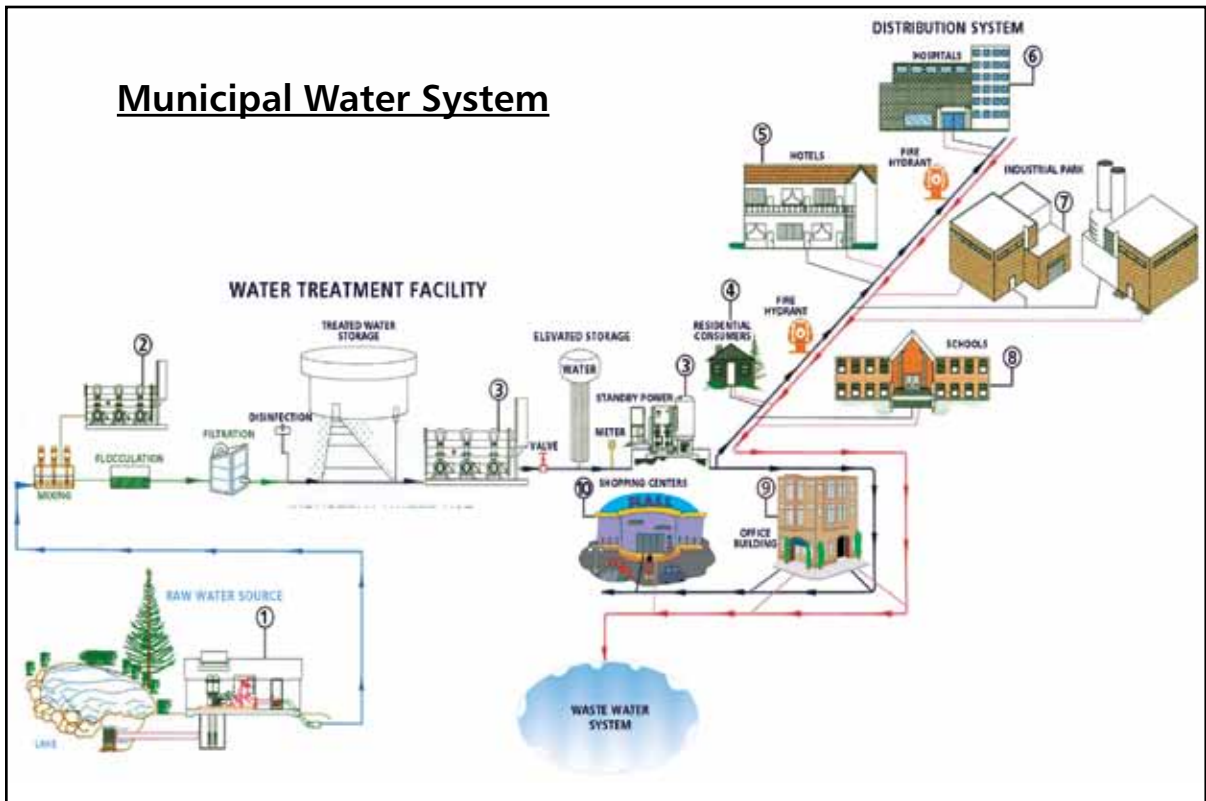 Municipal Water System
DISTRIBUTION SYSTEM
HOSPITALS
⑥
⑤
HOTELS
FIRE
HYDRANT
INDUSTRIAL PARK
⑦
WATER TREATMENT FACILITY
④
RESIDENTIAL
CONSUMERS
FIRE
HYDRANT
SCHOOLS
⑧
②
TREATED WATER
STORAGE
ELEVATED STORAGE
WATER
③
③
STANDBY POWER
DISINFECTION
FILTRATION
VALVE
METER
FLOCCULATION
MIXING
⑩
SHOPPING CENTERS
⑨
OFFICE
BUILDING
RAW WATER SOURCE
①
LAKE
WASTE WATER
SYSTEM